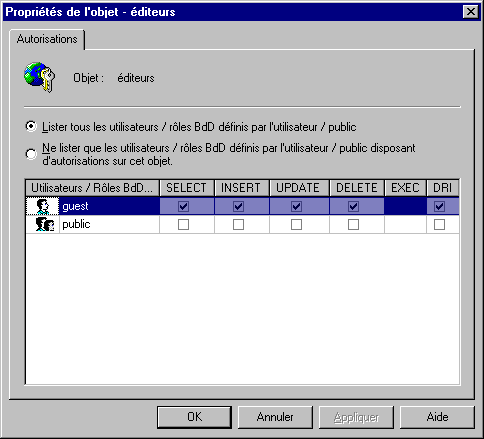 Propriétés de l'objet - éditeurs
Autorisations
Objet : éditeurs
Lister tous les utilisateurs / rôles BdD définis par l'utilisateur / public
Ne lister que les utilisateurs / rôles BdD définis par l'utilisateur / public disposant
d'autorisations sur cet objet.
Utilisateurs / Rôles BdD... SELECT INSERT UPDATE DELETE EXEC DRI
guest
public
OK Annuler Appliquer Aide